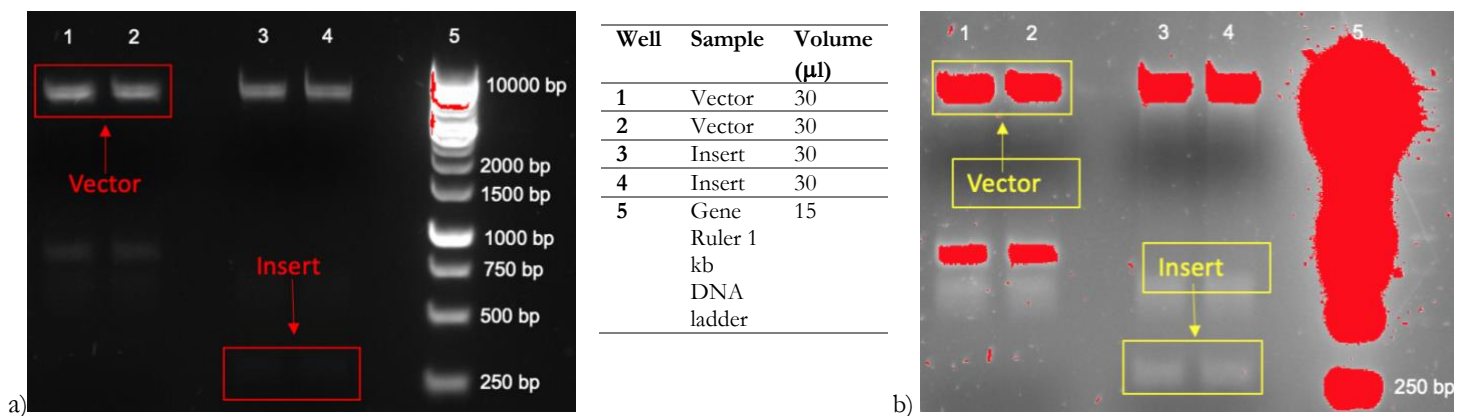 1 2 3 4 5
10000 bp
2000 bp
1500 bp
1000 bp
750 bp
500 bp
250 bp
Vector
Insert
a)
Well Sample Volume
(µl)
1 Vector 30
2 Vector 30
3 Insert 30
4 Insert 30
5 Gene 15
Ruler 1
kb
DNA
ladder
1 2 3 4 5
Vector
Insert
250 bp
b)